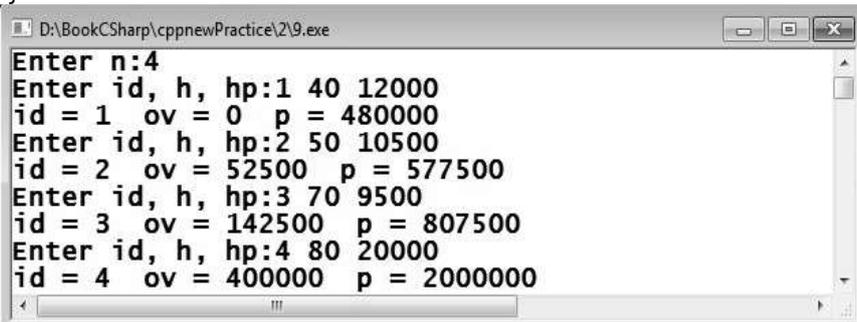 D:\BookCSharp\cppnewPractice\2\9.exe
Enter n:4
Enter id, h, hp:1 40 12000
id = 1  ov = 0  p = 480000
Enter id, h, hp:2 50 10500
id = 2  ov = 52500  p = 577500
Enter id, h, hp:3 70 9500
id = 3  ov = 142500  p = 807500
Enter id, h, hp:4 80 20000
id = 4  ov = 400000  p = 2000000